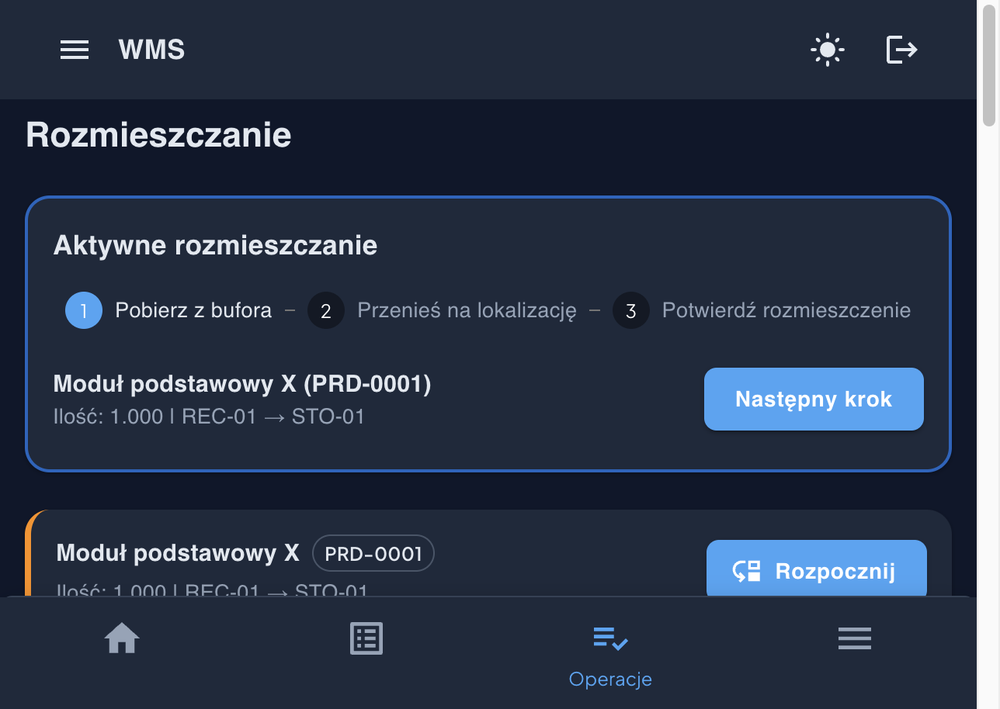 WMS
Rozmieszczanie
Aktywne rozmieszczanie
1 Pobierz z bufora – 2 Przenieś na lokalizację – 3 Potwierdź rozmieszczenie
Moduł podstawowy X (PRD-0001)
Ilość: 1.000 | REC-01 → STO-01
Następny krok
Moduł podstawowy X PRD-0001
Ilość: 1.000 | REC-01 → STO-01
Rozpocznij
Operacje